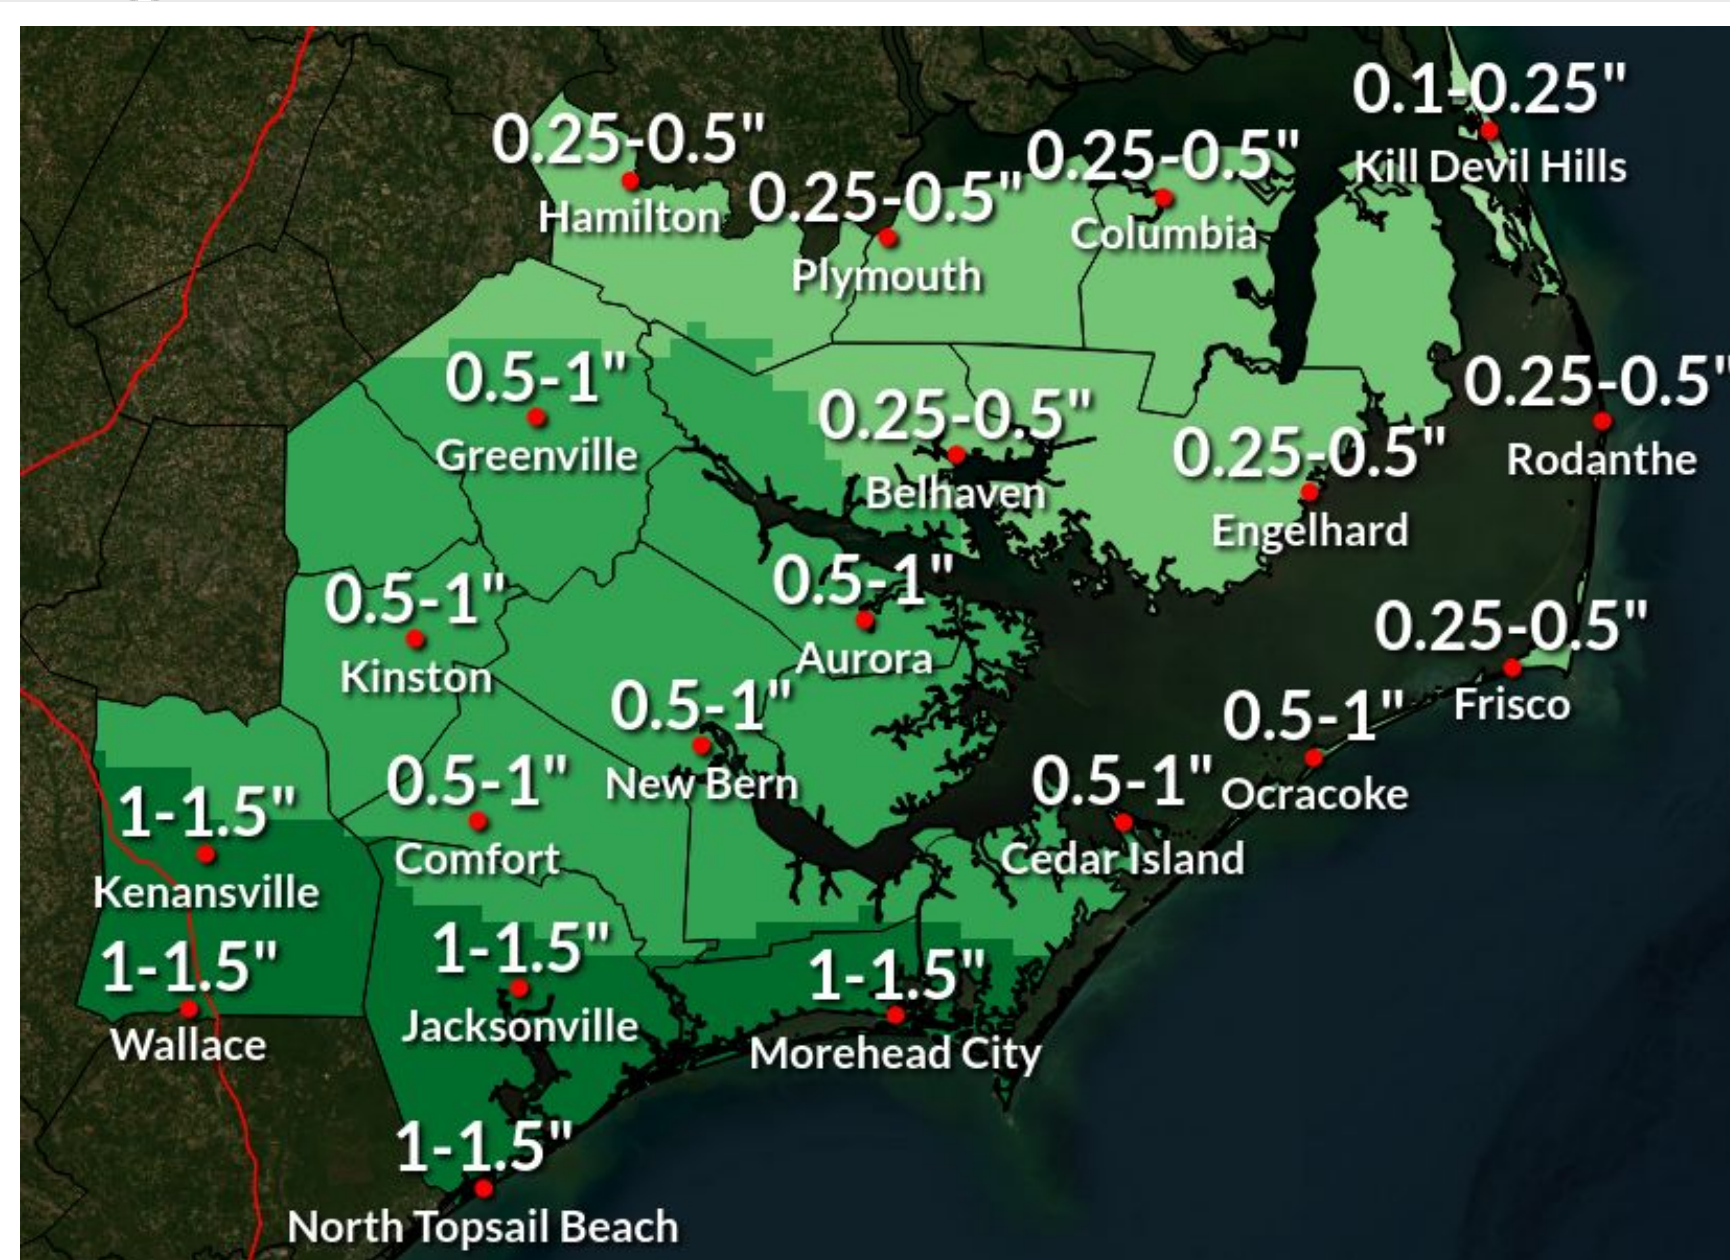 0.1-0.25"
Kill Devil Hills
0.25-0.5"
Hamilton
0.25-0.5"
Columbia
0.25-0.5"
Plymouth
0.5-1"
Greenville
0.25-0.5"
Rodanthe
0.25-0.5"
Belhaven
0.25-0.5"
Engelhard
0.5-1"
Aurora
0.5-1"
Kinston
0.25-0.5"
Frisco
0.5-1"
New Bern
0.5-1"
Ocracoke
0.5-1"
Comfort
0.5-1"
Cedar Island
1-1.5"
Kenansville
1-1.5"
Jacksonville
1-1.5"
Wallace
1-1.5"
Morehead City
1-1.5"
North Topsail Beach